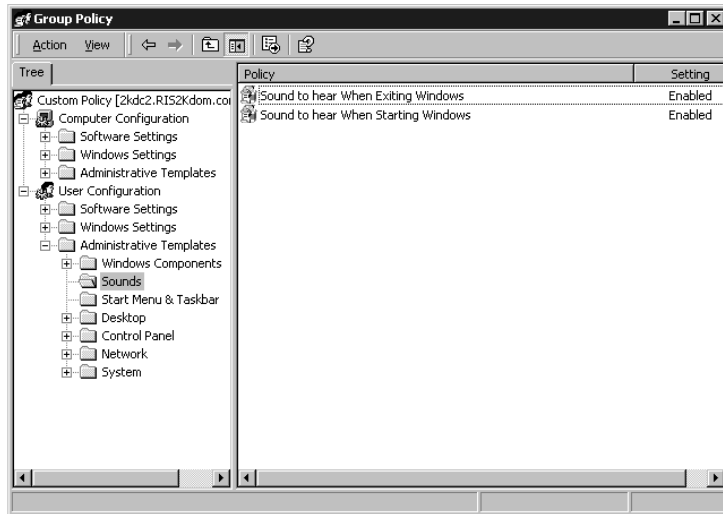 Group Policy
Action View
Tree
Policy Setting
Custom Policy [2kdc2.RIS2Kdom.co
Sound to hear When Exiting Windows Enabled
Computer Configuration
Sound to hear When Starting Windows Enabled
Software Settings
Windows Settings
Administrative Templates
User Configuration
Software Settings
Windows Settings
Administrative Templates
Windows Components
Sounds
Start Menu & Taskbar
Desktop
Control Panel
Network
System